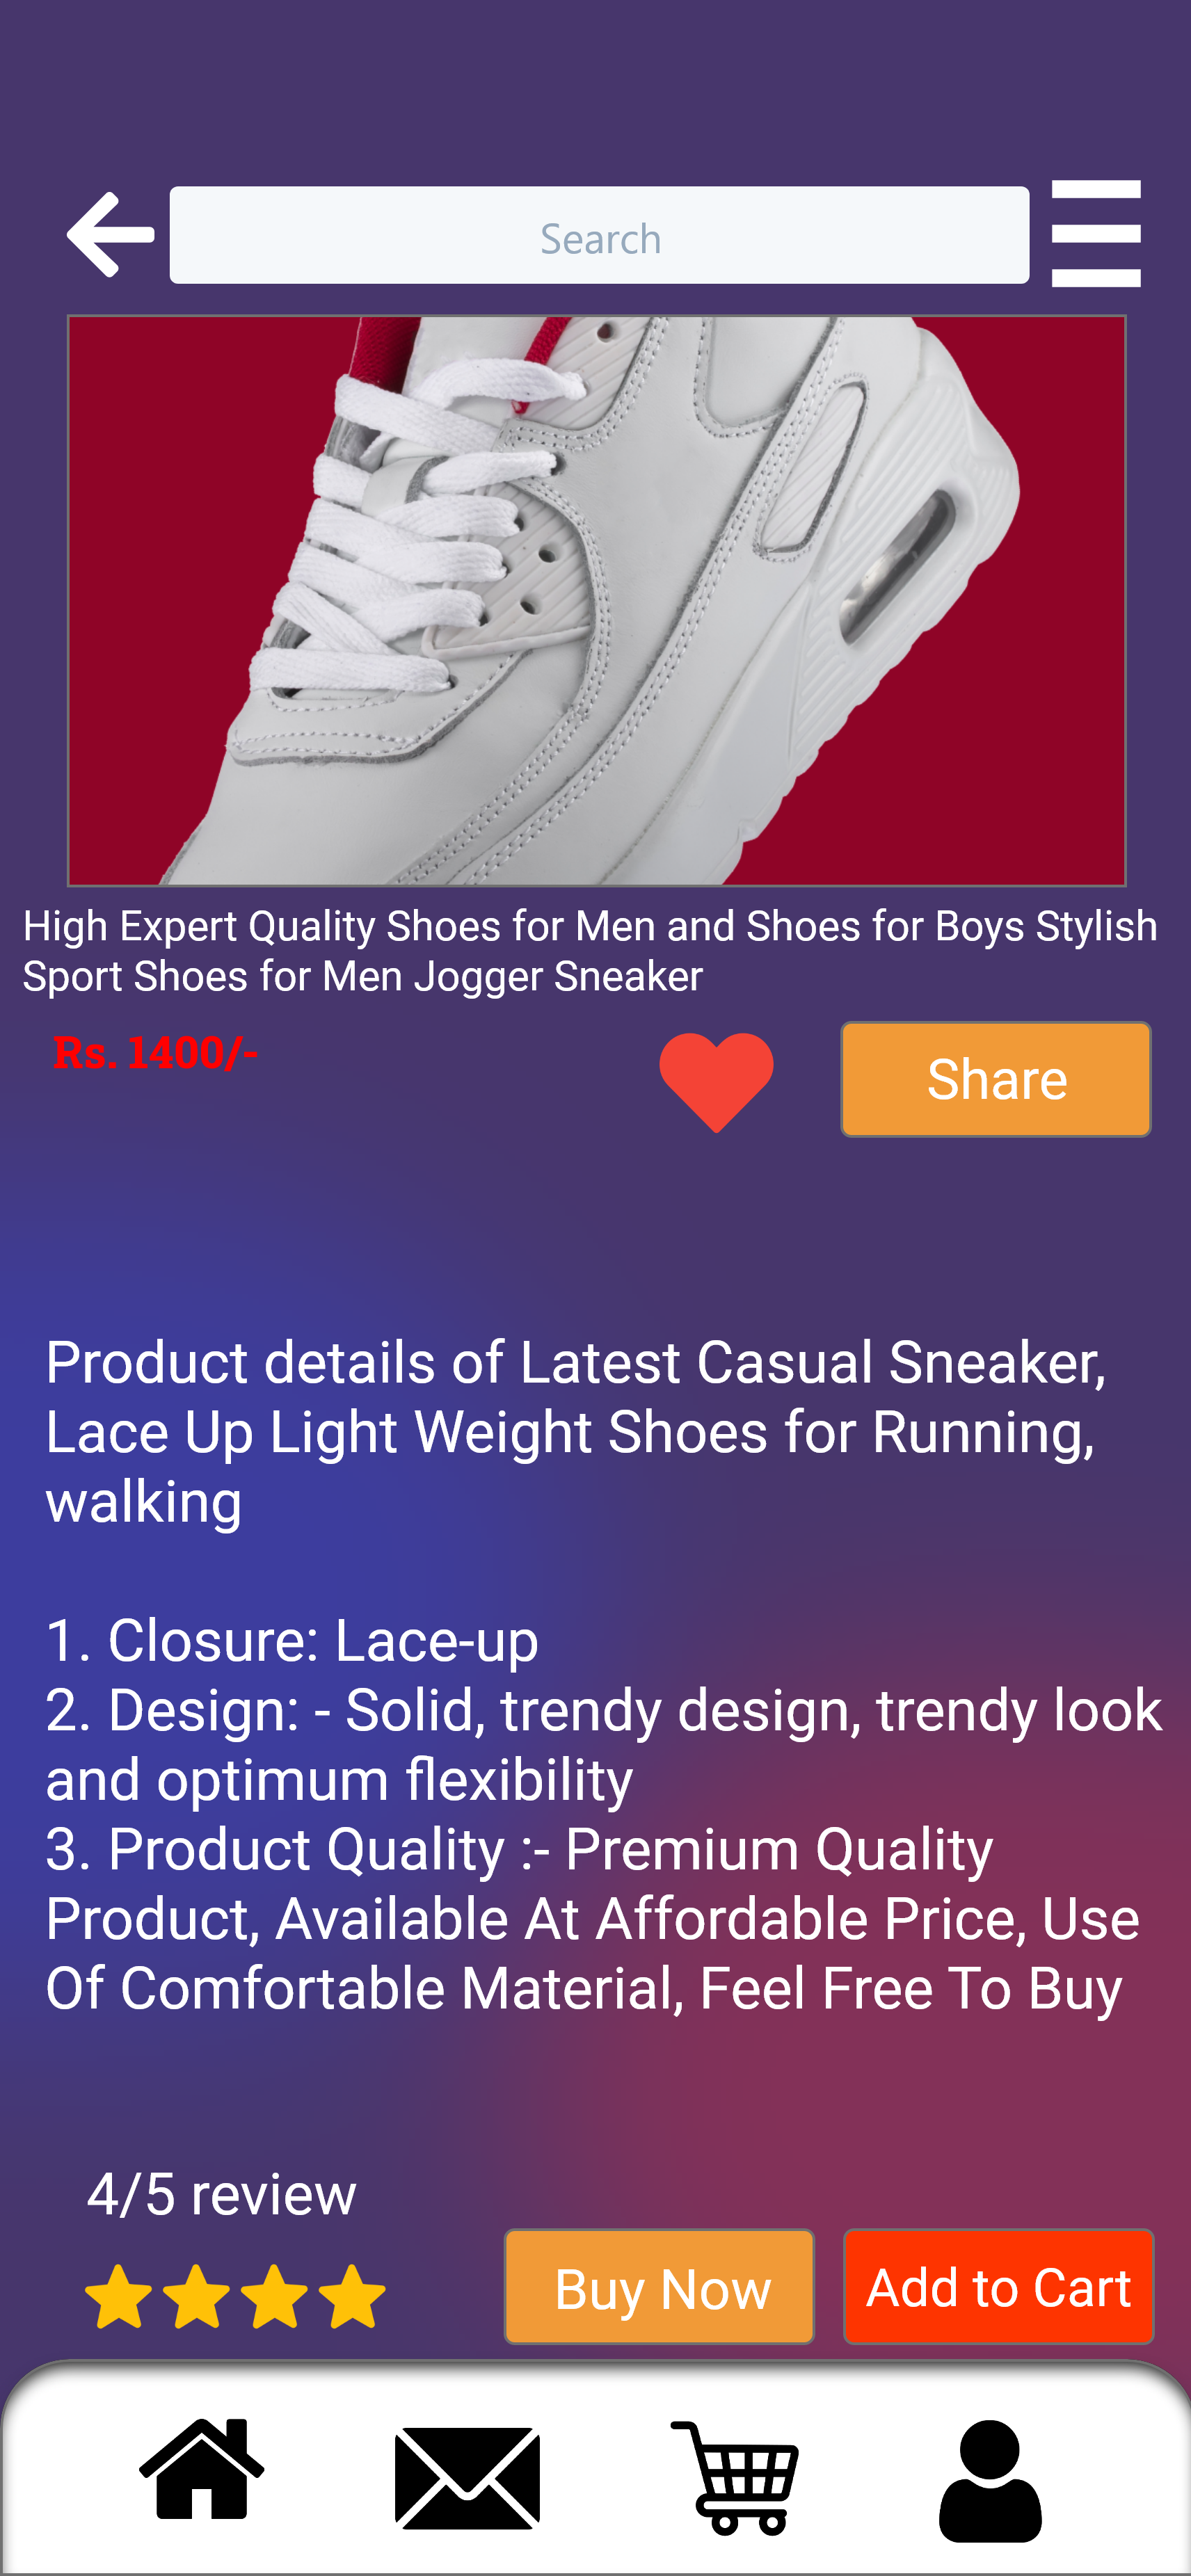 Search
High Expert Quality Shoes for Men and Shoes for Boys Stylish
Sport Shoes for Men Jogger Sneaker
Rs. 1400/-
Share
Product details of Latest Casual Sneaker,
Lace Up Light Weight Shoes for Running,
walking
1. Closure: Lace-up
2. Design: - Solid, trendy design, trendy look
and optimum flexibility
3. Product Quality :- Premium Quality
Product, Available At Affordable Price, Use
Of Comfortable Material, Feel Free To Buy
4/5 review
Buy Now
Add to Cart